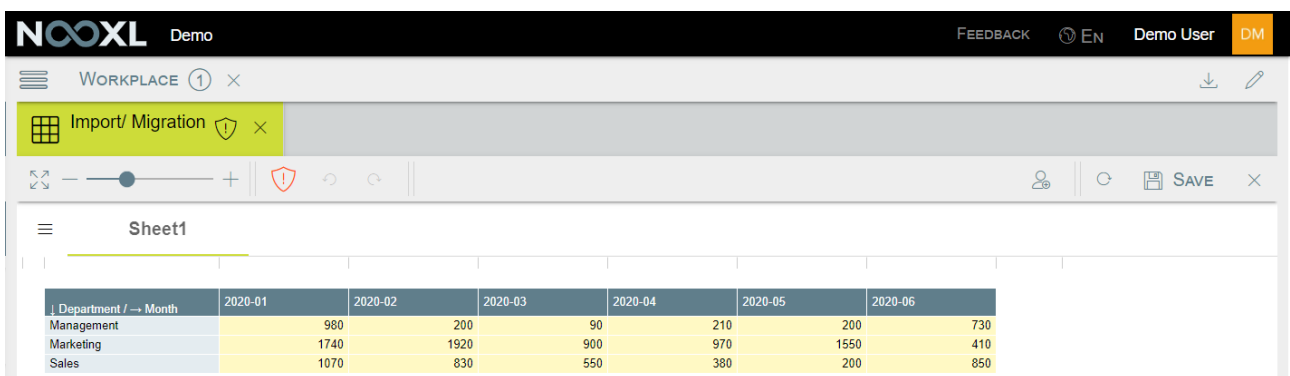 NOOXL Demo FEEDBACK EN Demo User DM
WORKPLACE 1
Import/ Migration
SAVE
Sheet1
↓ Department / → Month 2020-01 2020-02 2020-03 2020-04 2020-05 2020-06
Management 980 200 90 210 200 730
Marketing 1740 1920 900 970 1550 410
Sales 1070 830 550 380 200 850